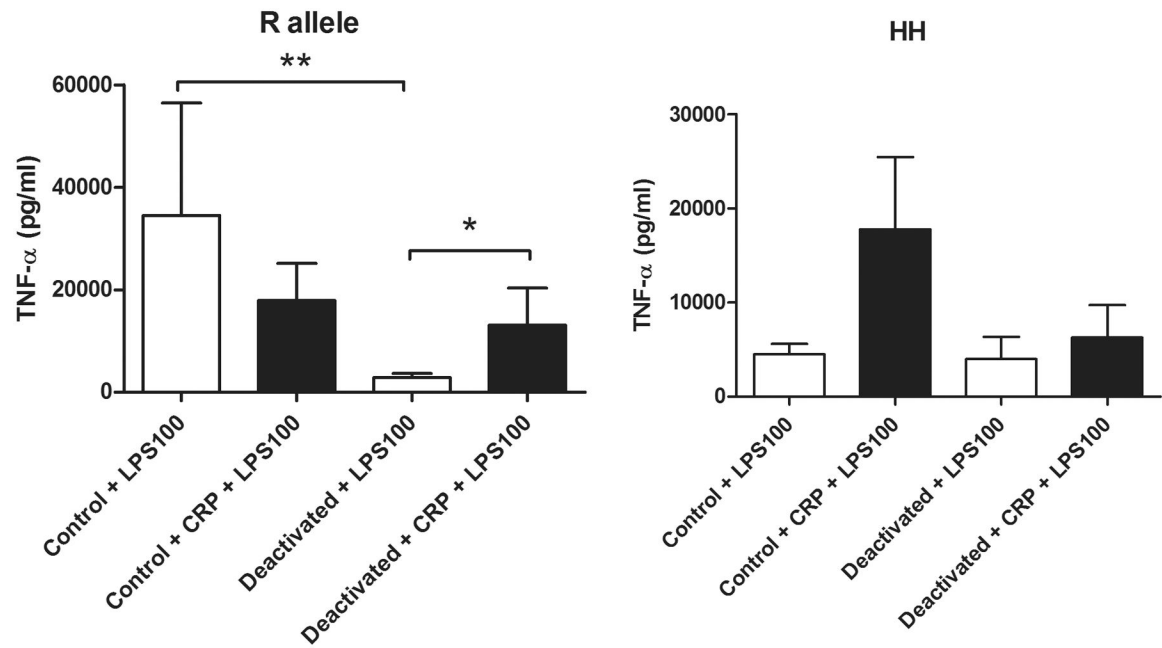 R allele
**
*
60000
40000
20000
0
TNF-α (pg/ml)
Control + LPS100
Control + CRP + LPS100
Deactivated + LPS100
Deactivated + CRP + LPS100
HH
30000
20000
10000
0
TNF-α (pg/ml)
Control + LPS100
Control + CRP + LPS100
Deactivated + LPS100
Deactivated + CRP + LPS100